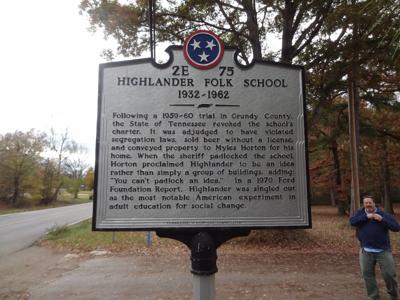 2E 75
HIGHLANDER FOLK SCHOOL
1932-1962
Following a 1959-60 trial in Grundy County,
the State of Tennessee revoked the school's
charter. It was adjudged to have violated
segregation laws, sold beer without a license,
and conveyed property to Myles Horton for his
home. When the sheriff padlocked the school,
Horton proclaimed Highlander to be an idea
rather than simply a group of buildings, adding:
"You can't padlock an idea." In a 1970 Ford
Foundation Report, Highlander was singled out
as the most notable American experiment in
adult education for social change.